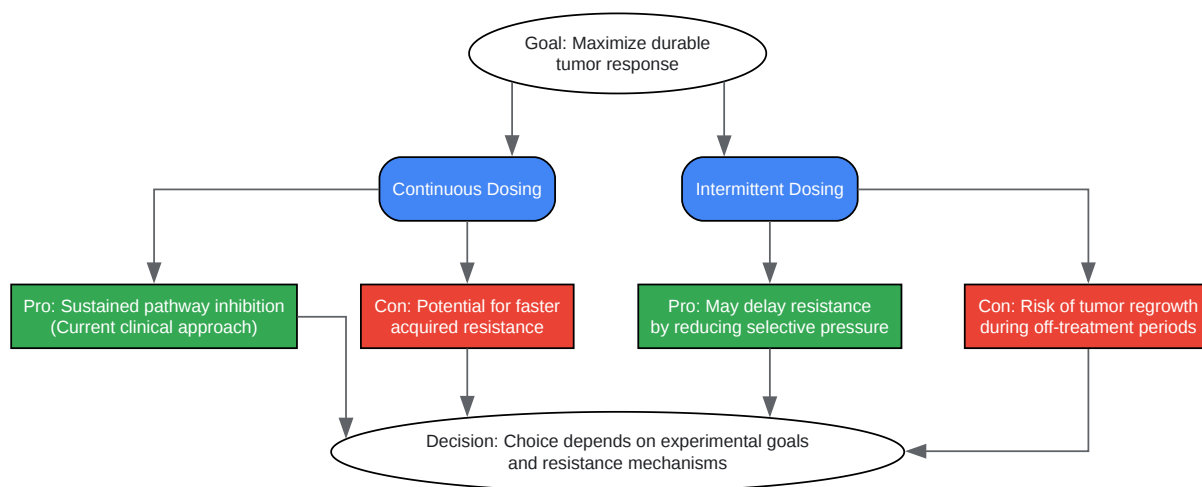 Goal: Maximize durable
tumor response
Continuous Dosing
Intermittent Dosing
Pro: Sustained pathway inhibition
(Current clinical approach)
Con: Potential for faster
acquired resistance
Pro: May delay resistance
by reducing selective pressure
Con: Risk of tumor regrowth
during off-treatment periods
Decision: Choice depends on experimental goals
and resistance mechanisms